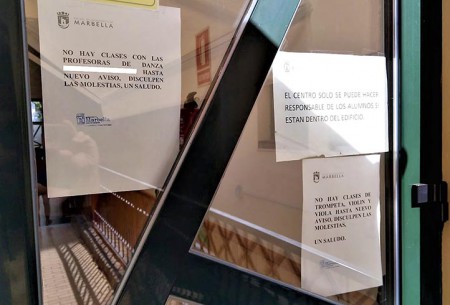 MARBELLA
NO HAY CLASES CON LAS
PROFESORAS DE DANZA
HASTA
NUEVO AVISO, DISCULPEN
LAS MOLESTIAS, UN SALUDO.
Marbella
EL CENTRO SOLO SE PUEDE HACER
RESPONSABLE DE LOS ALUMNOS
ESTAN DENTRO DEL EDIFICIO.
MARBELLA
NO HAY CLASES DE
TROMPETA, VIOLIN Y
VIOLA HASTA NUEVO
AVISO, DISCULPEN LAS
MOLESTIAS.
UN SALUDO.